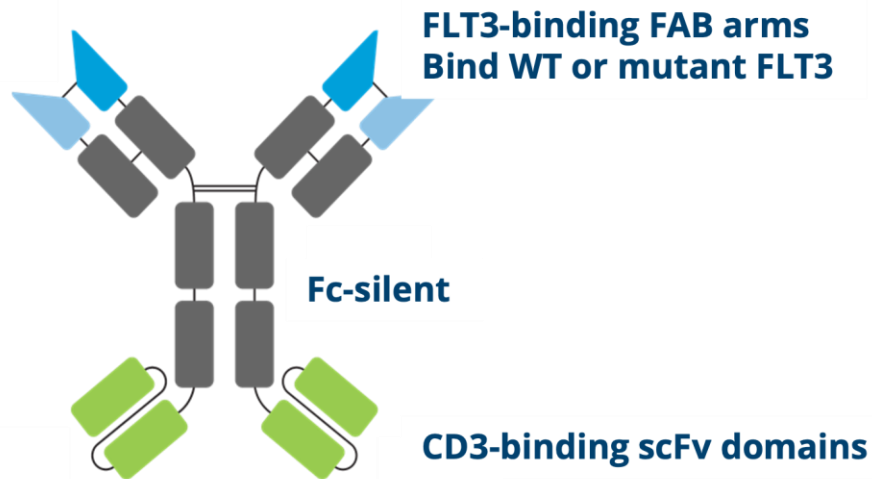 FLT3-binding FAB arms
Bind WT or mutant FLT3
Fc-silent
CD3-binding scFv domains